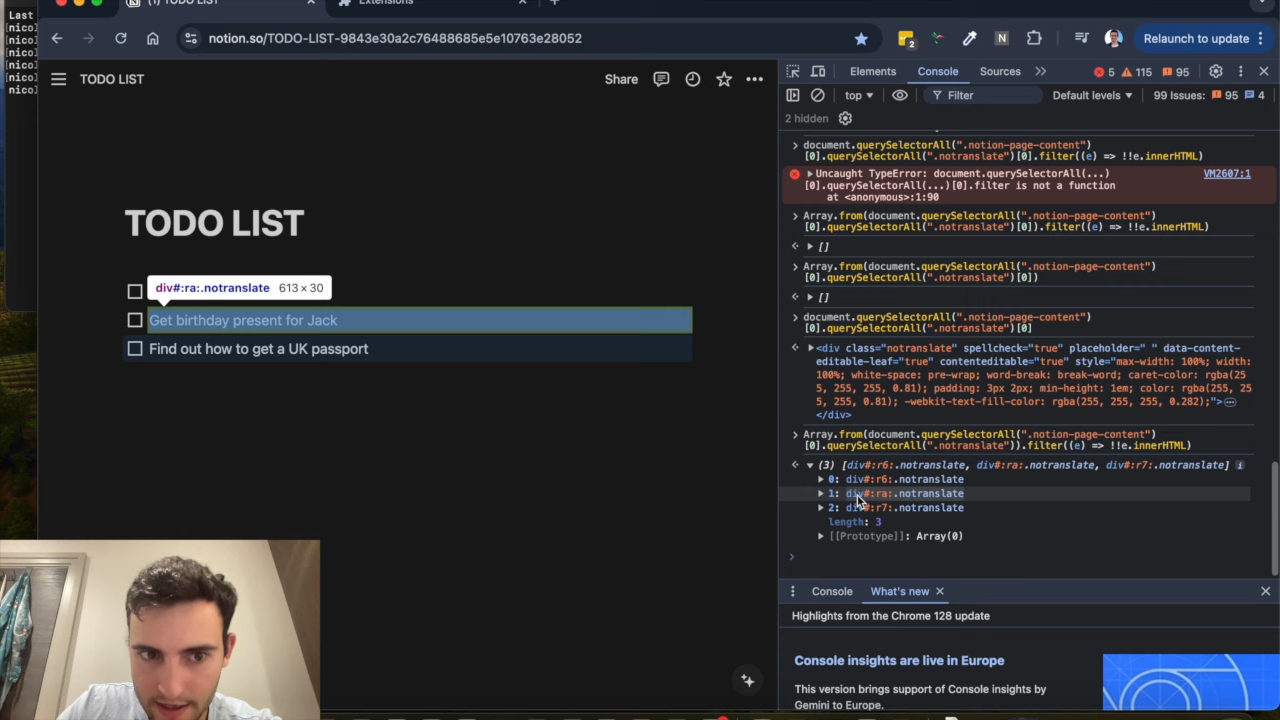 Last
[nicol
[nicol
[nicol
[nicol
[nicol
nicol
(1) TODO LIST
Extensions
notion.so/TODO-LIST-9843e30a2c76488685e5e10763e28052
2
N
Relaunch to update
TODO LIST
Share
Elements
Console
Sources
5
115
95
top
Filter
Default levels
99 Issues:
95
4
2 hidden
document.querySelectorAll(".notion-page-content")
[0].querySelectorAll(".notranslate")[0].filter((e) => !!e.innerHTML)
Uncaught TypeError: document.querySelectorAll(...)
VM2607:1
[0].querySelectorAll(...)[0].filter is not a function
at <anonymous>:1:90
Array.from(document.querySelectorAll(".notion-page-content")
[0].querySelectorAll(".notranslate")[0]).filter((e) => !!e.innerHTML)
[]
Array.from(document.querySelectorAll(".notion-page-content")
[0].querySelectorAll(".notranslate")[0])
[]
document.querySelectorAll(".notion-page-content")
[0].querySelectorAll(".notranslate")[0]
<div class="notranslate" spellcheck="true" placeholder=" " data-content-
editable-leaf="true" contenteditable="true" style="max-width: 100%; width:
100%; white-space: pre-wrap; word-break: break-word; caret-color: rgba(25
5, 255, 255, 0.81); padding: 3px 2px; min-height: 1em; color: rgba(255, 25
5, 255, 0.81); -webkit-text-fill-color: rgba(255, 255, 255, 0.282);">
</div>
Array.from(document.querySelectorAll(".notion-page-content")
[0].querySelectorAll(".notranslate")).filter((e) => !!e.innerHTML)
(3) [div#:r6:.notranslate, div#:ra:.notranslate, div#:r7:.notranslate]
0: div#:r6:.notranslate
1: div#:ra:.notranslate
2: div#:r7:.notranslate
length: 3
[[Prototype]]: Array(0)
TODO LIST
div#:ra:.notranslate 613 × 30
Get birthday present for Jack
Find out how to get a UK passport
Console
What's new
Highlights from the Chrome 128 update
Console insights are live in Europe
This version brings support of Console insights by
Gemini to Europe.